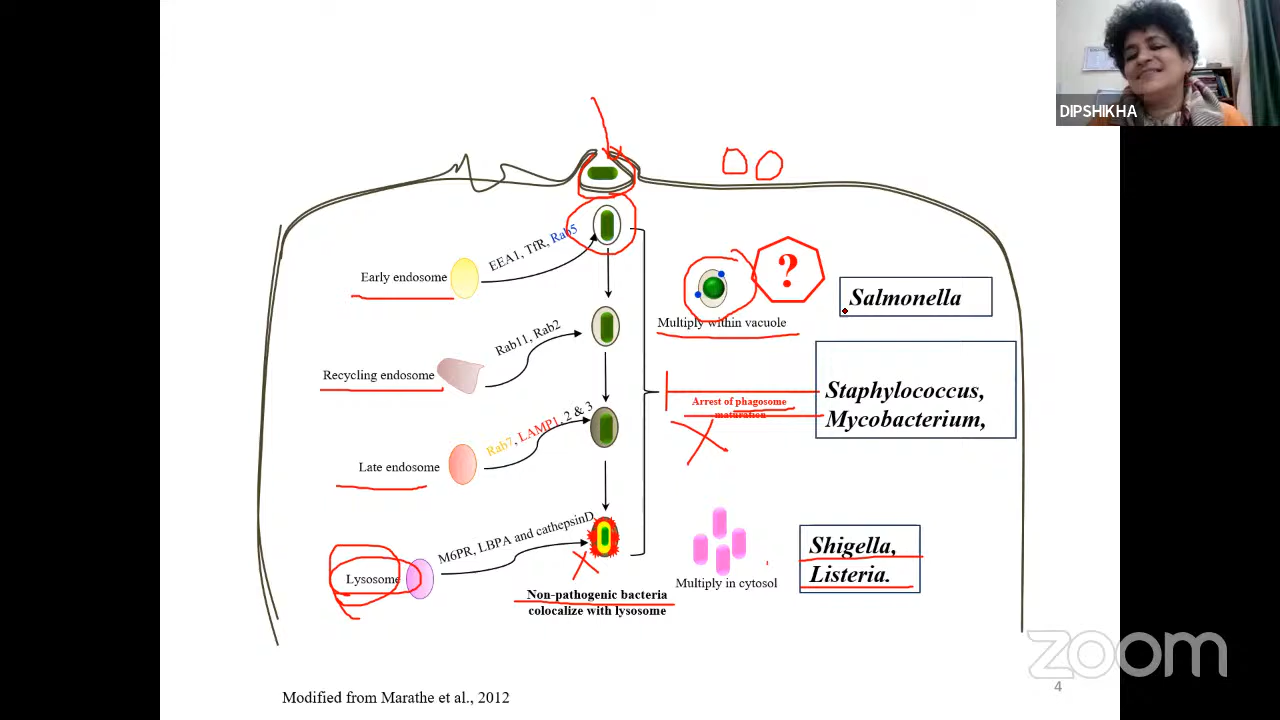 DIPSHIKHA
EEA1, TfR, Rab5
Early endosome
?
Salmonella
Multiply within vacuole
Rab11, Rab2
Recycling endosome
Staphylococcus,
Mycobacterium,
Arrest of phagosome
maturation
Rab7, LAMP1, 2 & 3
Late endosome
M6PR, LBPA and cathepsinD
Lysosome
Shigella,
Listeria.
Multiply in cytosol
Non-pathogenic bacteria
colocalize with lysosome
zoom
4
Modified from Marathe et al., 2012